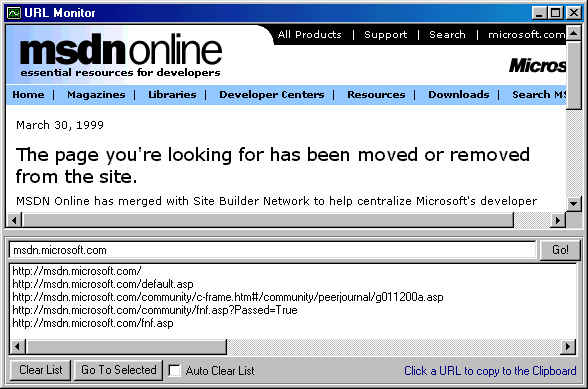 URL Monitor
All Products | Support | Search | microsoft.com
msdn online
essential resources for developers
Micros
Home | Magazines | Libraries | Developer Centers | Resources | Downloads | Search MS
March 30, 1999
The page you're looking for has been moved or removed
from the site.
MSDN Online has merged with Site Builder Network to help centralize Microsoft's developer
msdn.microsoft.com
Go!
http://msdn.microsoft.com/
http://msdn.microsoft.com/default.asp
http://msdn.microsoft.com/community/c-frame.htm#/community/peerjournal/g011200a.asp
http://msdn.microsoft.com/community/fnf.asp?Passed=True
http://msdn.microsoft.com/fnf.asp
Clear List
Go To Selected
Auto Clear List
Click a URL to copy to the Clipboard